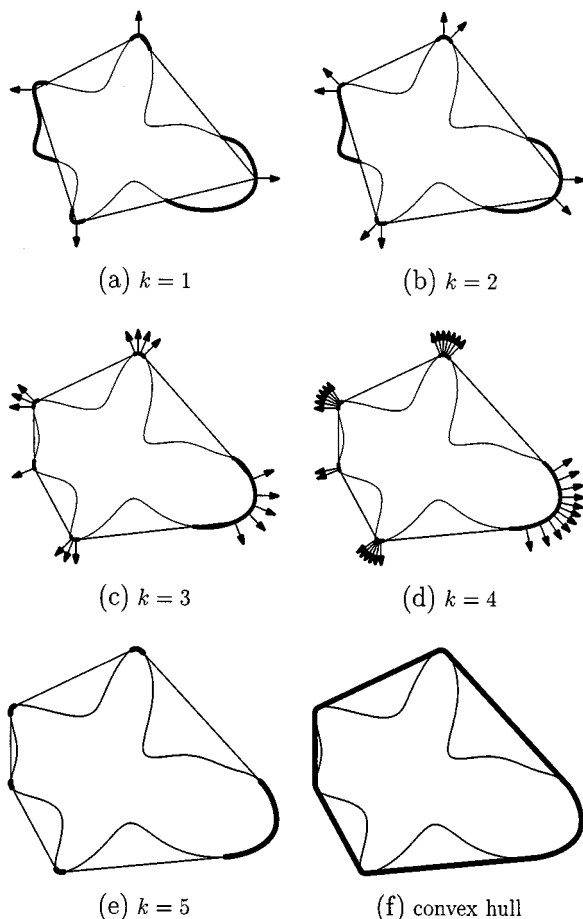 (a) k = 1
(b) k = 2
(c) k = 3
(d) k = 4
(e) k = 5
(f) convex hull